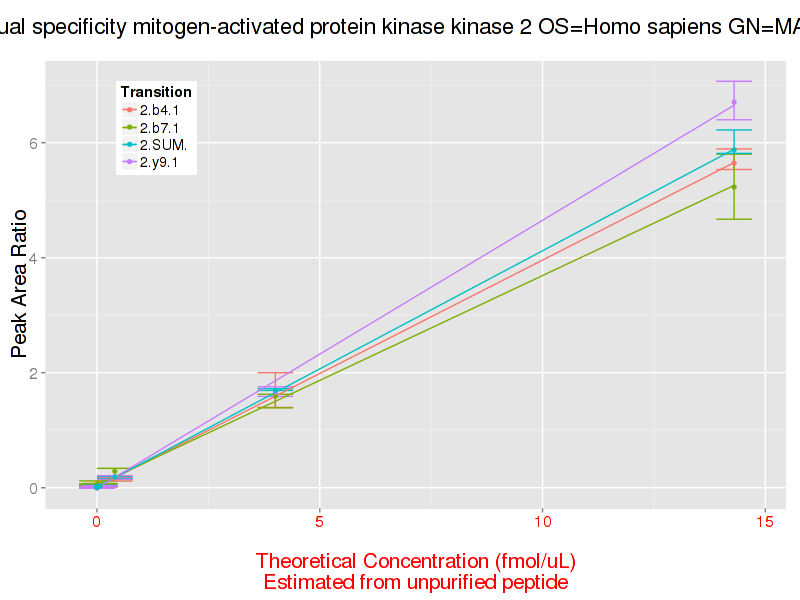 ual specificity mitogen-activated protein kinase kinase 2 OS=Homo sapiens GN=MA
Transition
2.b4.1
2.b7.1
2.SUM.
2.y9.1
Peak Area Ratio
6
4
2
0
0 5 10 15
Theoretical Concentration (fmol/uL)
Estimated from unpurified peptide